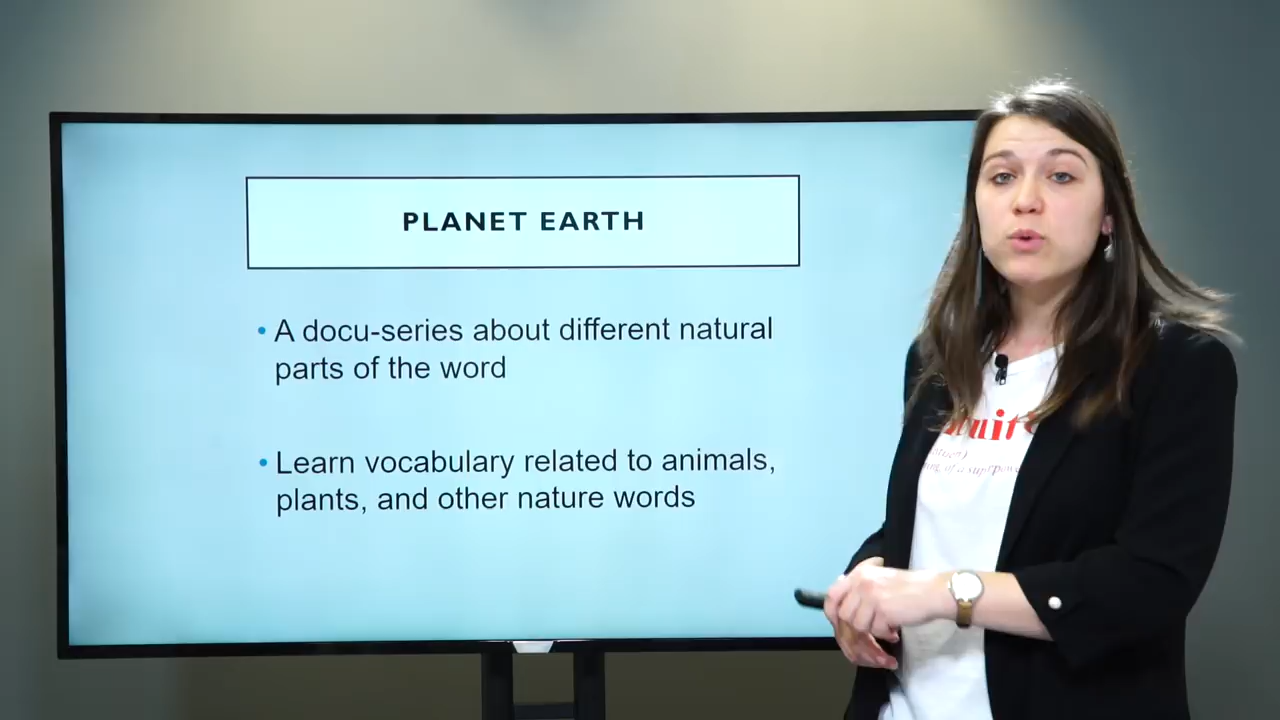 PLANET EARTH
• A docu-series about different natural
parts of the word
• Learn vocabulary related to animals,
plants, and other nature words